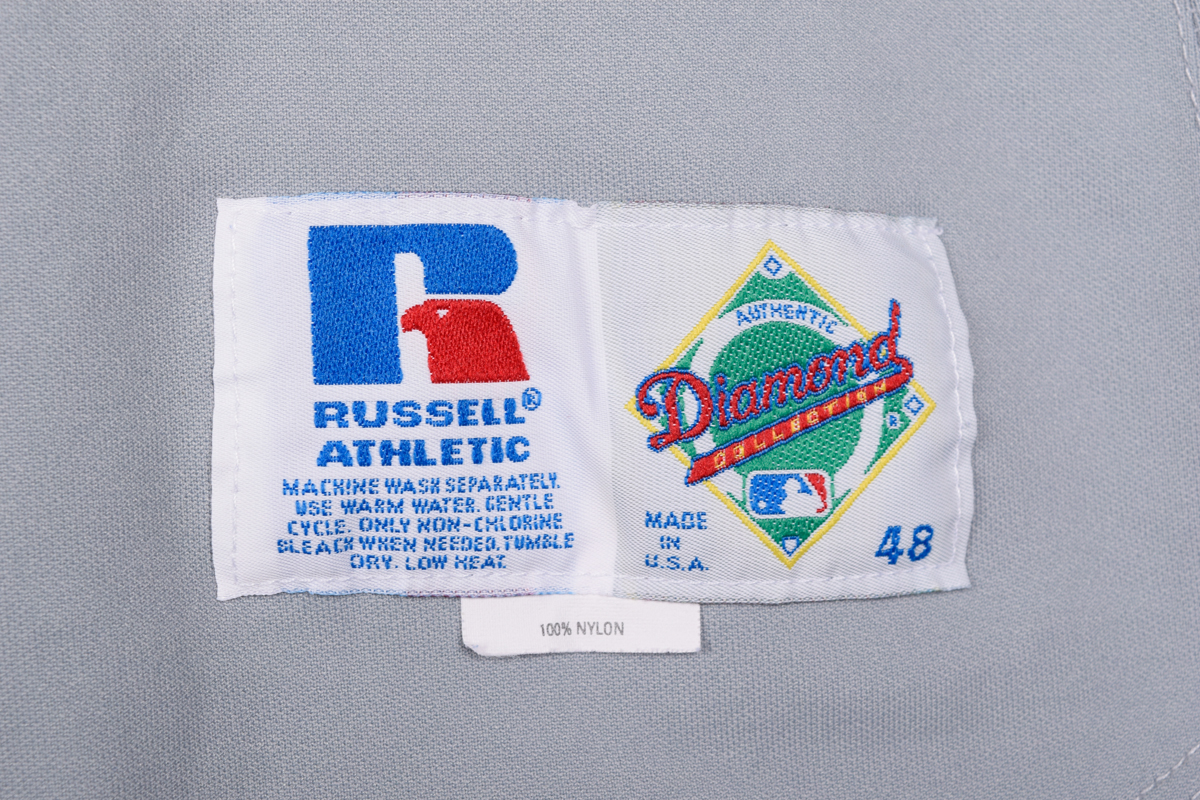 RUSSELL®
ATHLETIC
MACHINE WASH SEPARATELY.
USE WARM WATER. GENTLE
CYCLE. ONLY NON-CHLORINE
BLEACH WHEN NEEDED. TUMBLE
DRY. LOW HEAT
AUTHENTIC
Diamond
COLLECTION
®
MADE
IN
U.S.A.
48
100% NYLON